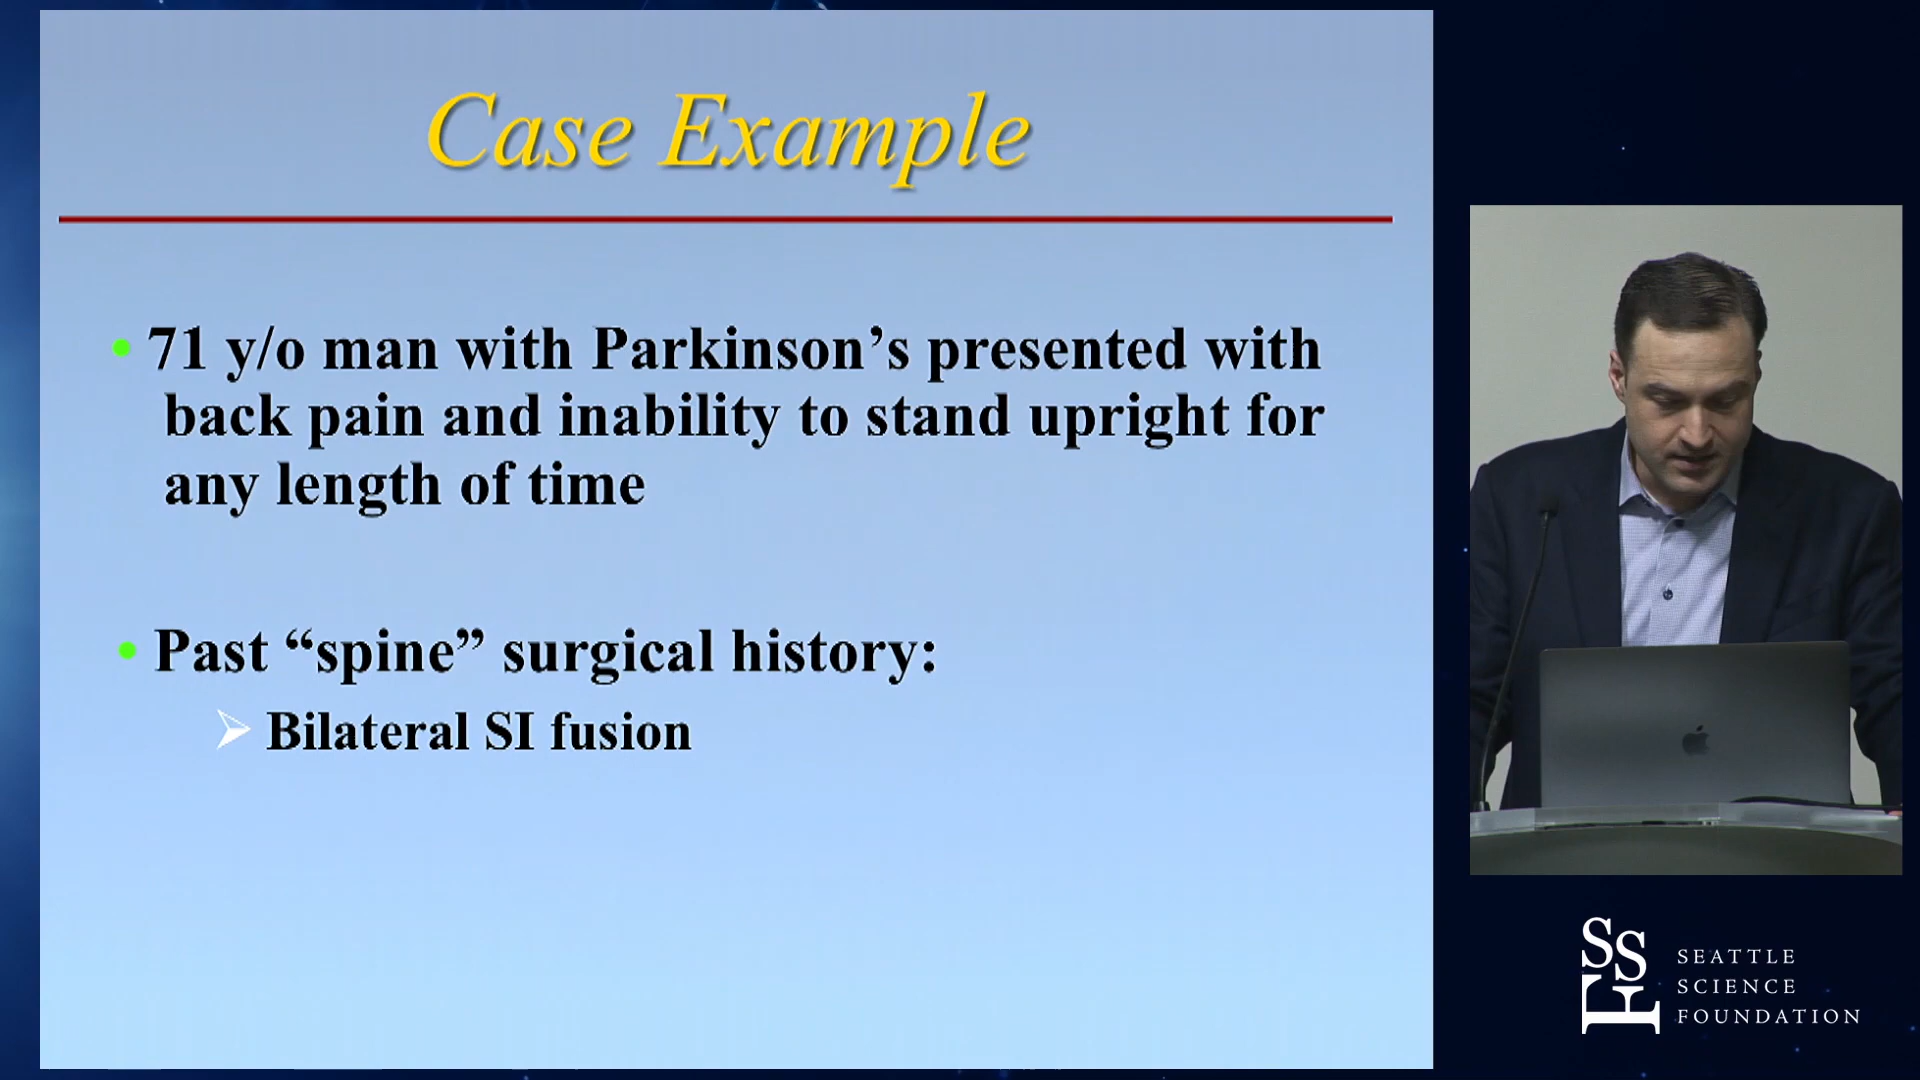 Case Example
• 71 y/o man with Parkinson’s presented with
back pain and inability to stand upright for
any length of time
• Past “spine” surgical history:
➢ Bilateral SI fusion
SSF
SEATTLE
SCIENCE
FOUNDATION